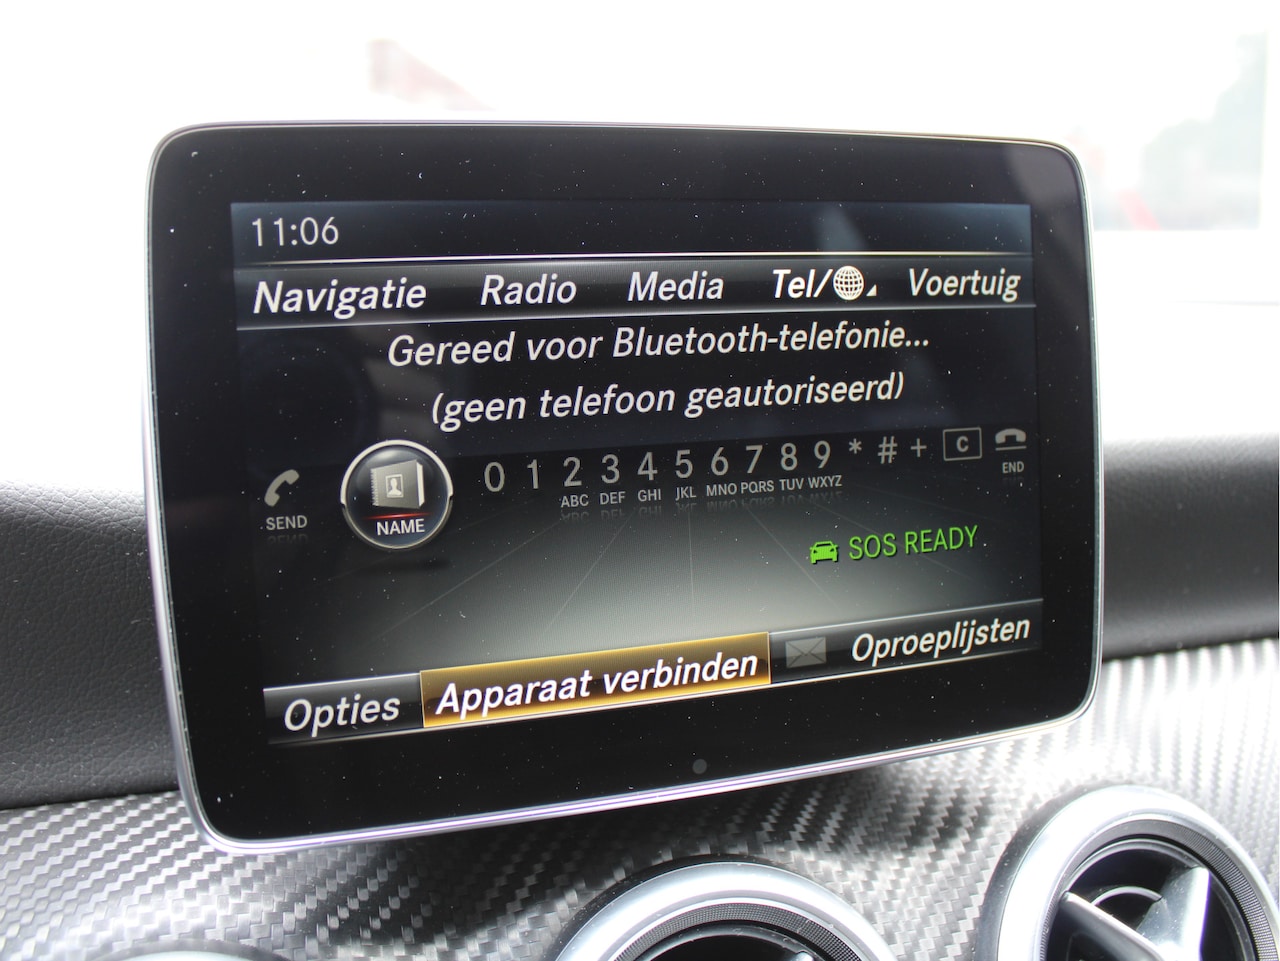 11:06
Navigatie Radio Media Tel/ Voertuig
Gereed voor Bluetooth-telefonie...
(geen telefoon geautoriseerd)
SEND NAME 0 1 2 3 4 5 6 7 8 9 * # + C END
ABC DEF GHI JKL MNO PQRS TUV WXYZ
SOS READY
Opties Apparaat verbinden Oproeplijsten